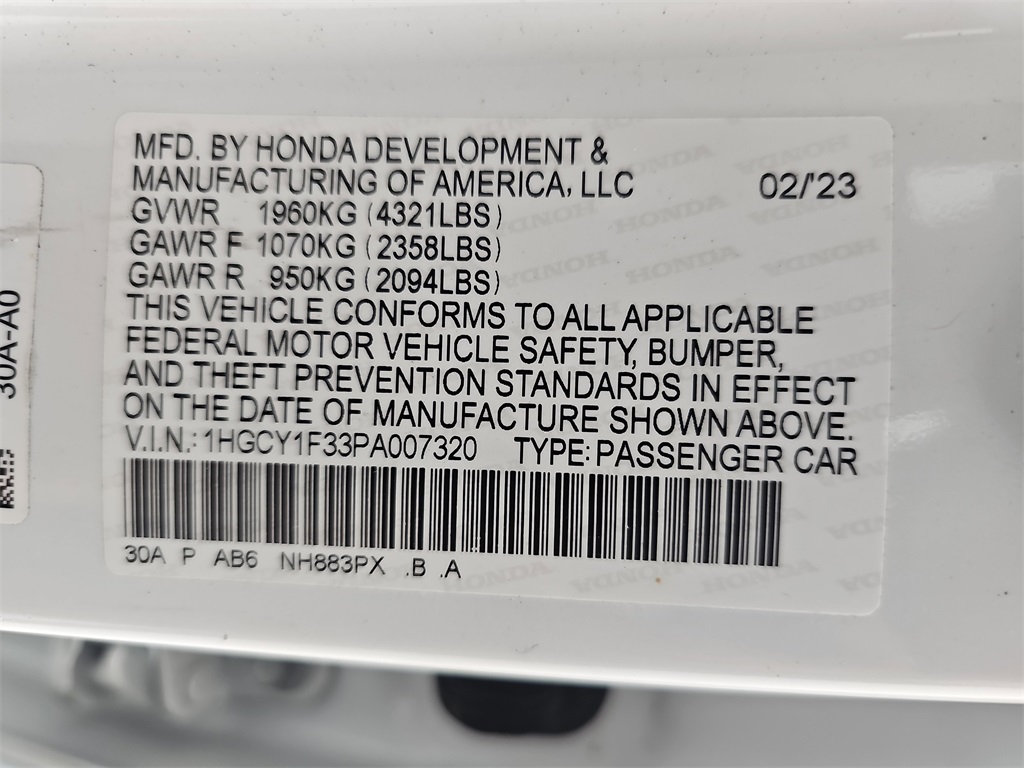 MFD. BY HONDA DEVELOPMENT &
MANUFACTURING OF AMERICA, LLC 02/'23
GVWR 1960KG (4321LBS)
GAWR F 1070KG (2358LBS)
GAWR R 950KG (2094LBS)
THIS VEHICLE CONFORMS TO ALL APPLICABLE
FEDERAL MOTOR VEHICLE SAFETY, BUMPER,
AND THEFT PREVENTION STANDARDS IN EFFECT
ON THE DATE OF MANUFACTURE SHOWN ABOVE.
V.I.N.: 1HGCY1F33PA007320 TYPE: PASSENGER CAR
30A P AB6 NH883PX .B .A
30A-A0